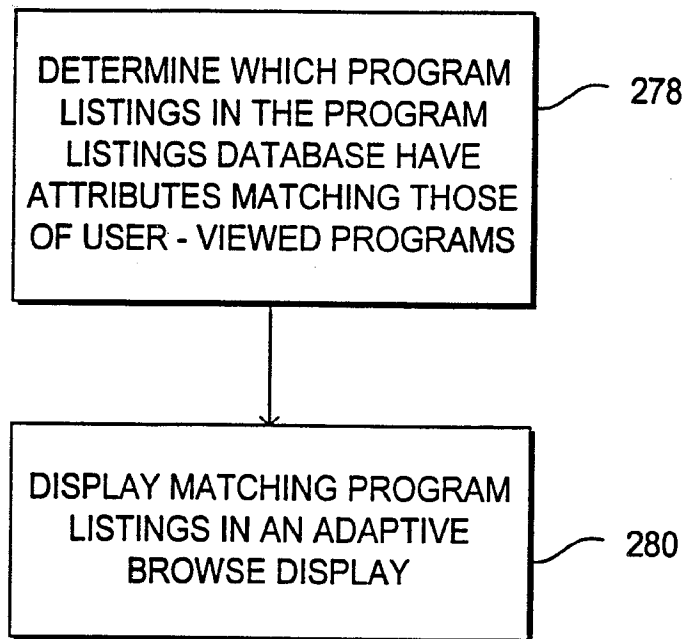 DETERMINE WHICH PROGRAM
LISTINGS IN THE PROGRAM
LISTINGS DATABASE HAVE
ATTRIBUTES MATCHING THOSE
OF USER - VIEWED PROGRAMS
278
DISPLAY MATCHING PROGRAM
LISTINGS IN AN ADAPTIVE
BROWSE DISPLAY
280